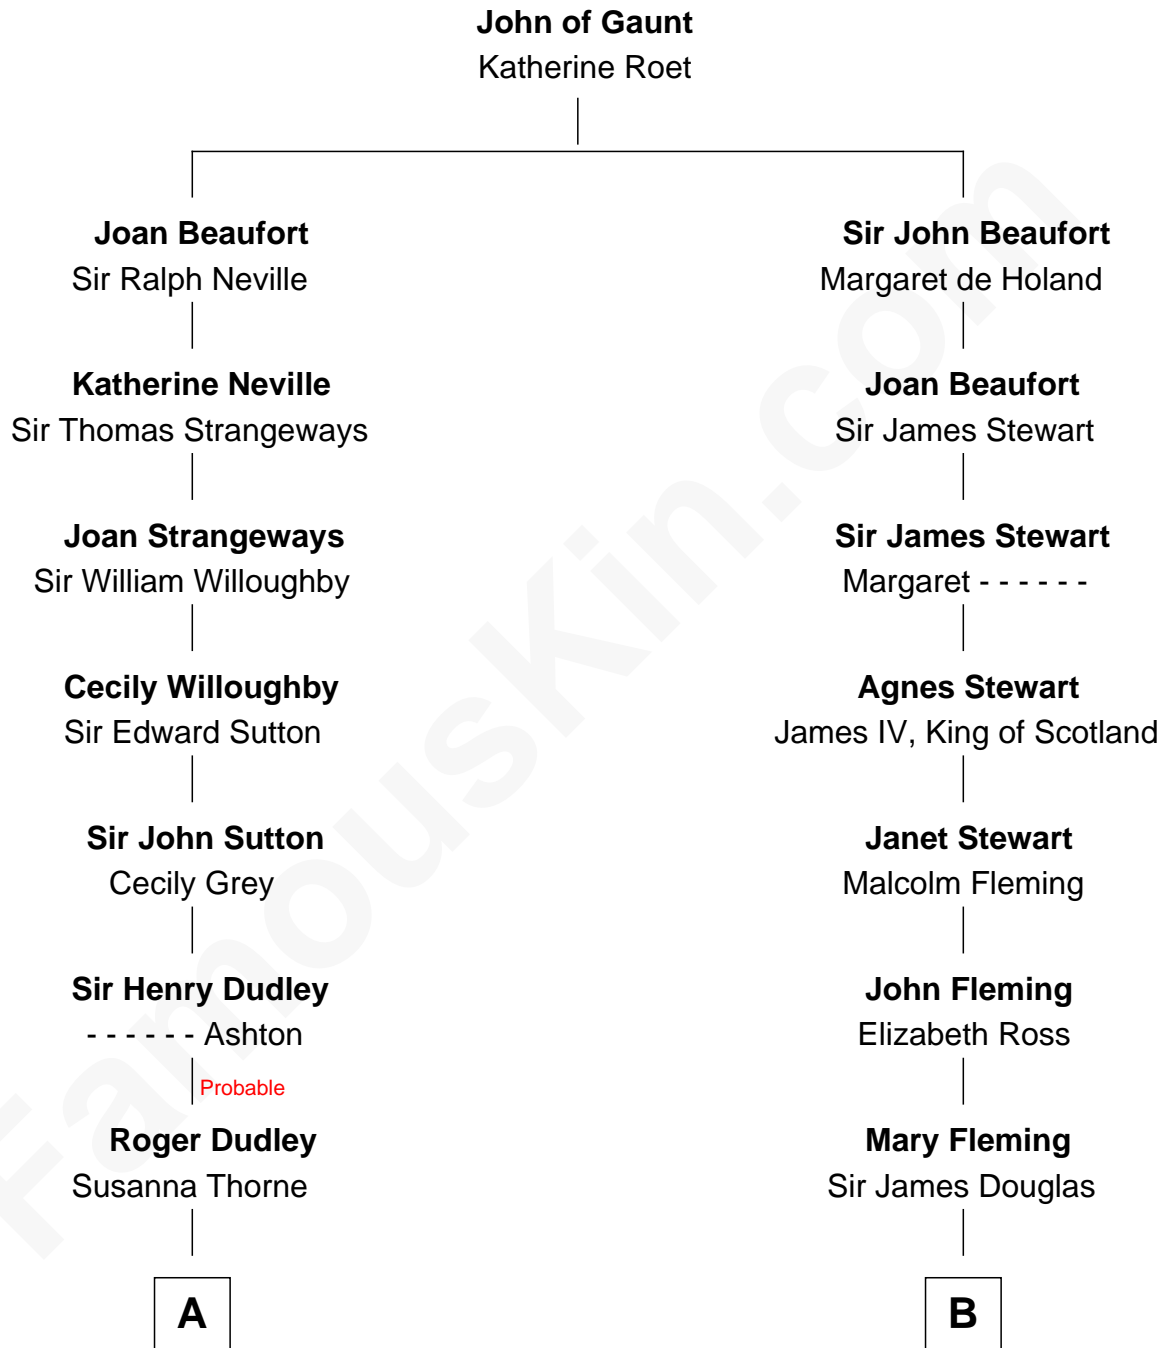 John of Gaunt
Katherine Roet
Joan Beaufort
Sir Ralph Neville
Sir John Beaufort
Margaret de Holand
Katherine Neville
Sir Thomas Strangeways
Joan Beaufort
Sir James Stewart
Joan Strangeways
Sir William Willoughby
Sir James Stewart
Margaret - - - - - -
Cecily Willoughby
Sir Edward Sutton
Agnes Stewart
James IV, King of Scotland
Sir John Sutton
Cecily Grey
Janet Stewart
Malcolm Fleming
Sir Henry Dudley
- - - - - - Ashton
Probable
John Fleming
Elizabeth Ross
Roger Dudley
Susanna Thorne
Mary Fleming
Sir James Douglas
A
B
FamousKin.com